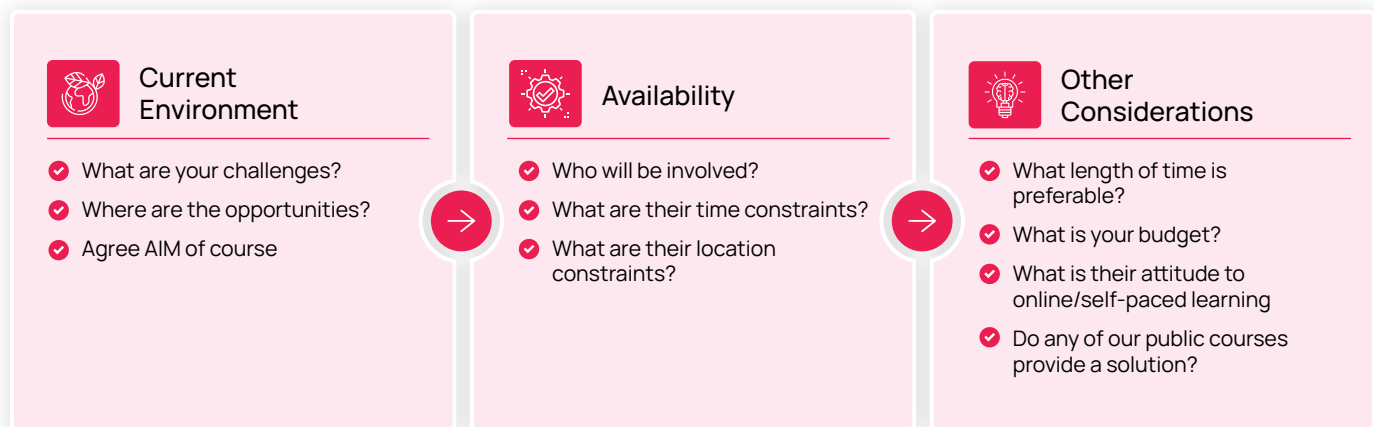 Current
Environment
What are your challenges?
Where are the opportunities?
Agree AIM of course
Availability
Who will be involved?
What are their time constraints?
What are their location
constraints?
Other
Considerations
What length of time is
preferable?
What is your budget?
What is their attitude to
online/self-paced learning
Do any of our public courses
provide a solution?